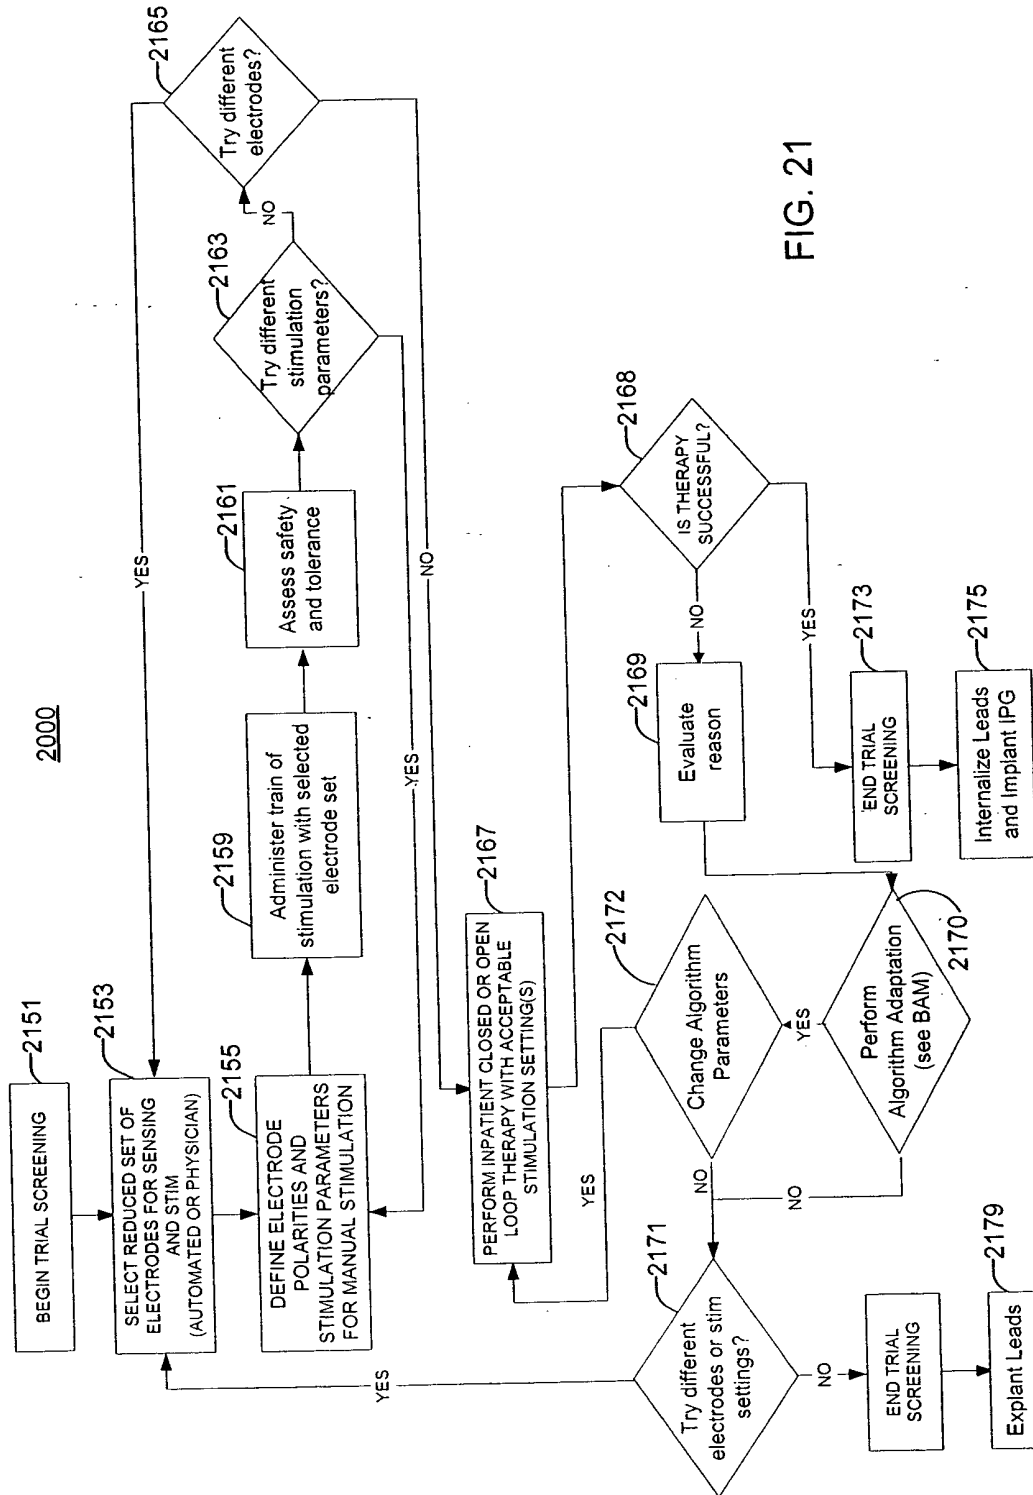 2000
BEGIN TRIAL SCREENING
2151
SELECT REDUCED SET OF
ELECTRODES FOR SENSING
AND STIM
(AUTOMATED OR PHYSICIAN)
2153
DEFINE ELECTRODE
POLARITIES AND
STIMULATION PARAMETERS
FOR MANUAL STIMULATION
2155
Administer train of
stimulation with selected
electrode set
2159
Assess safety
and tolerance
2161
Try different
stimulation
parameters?
2163
NO
YES
Try different
electrodes?
2165
YES
NO
PERFORM INPATIENT CLOSED OR OPEN
LOOP THERAPY WITH ACCEPTABLE
STIMULATION SETTING(S)
2167
IS THERAPY
SUCCESSFUL?
2168
NO
YES
Evaluate
reason
2169
Perform
Algorithm Adaptation
(see BAM)
2170
YES
NO
Change Algorithm
Parameters
2172
YES
NO
Try different
electrodes or stim
settings?
2171
YES
NO
END TRIAL
SCREENING
Explant Leads
2179
END TRIAL
SCREENING
2173
Internalize Leads
and Implant IPG
2175
FIG. 21